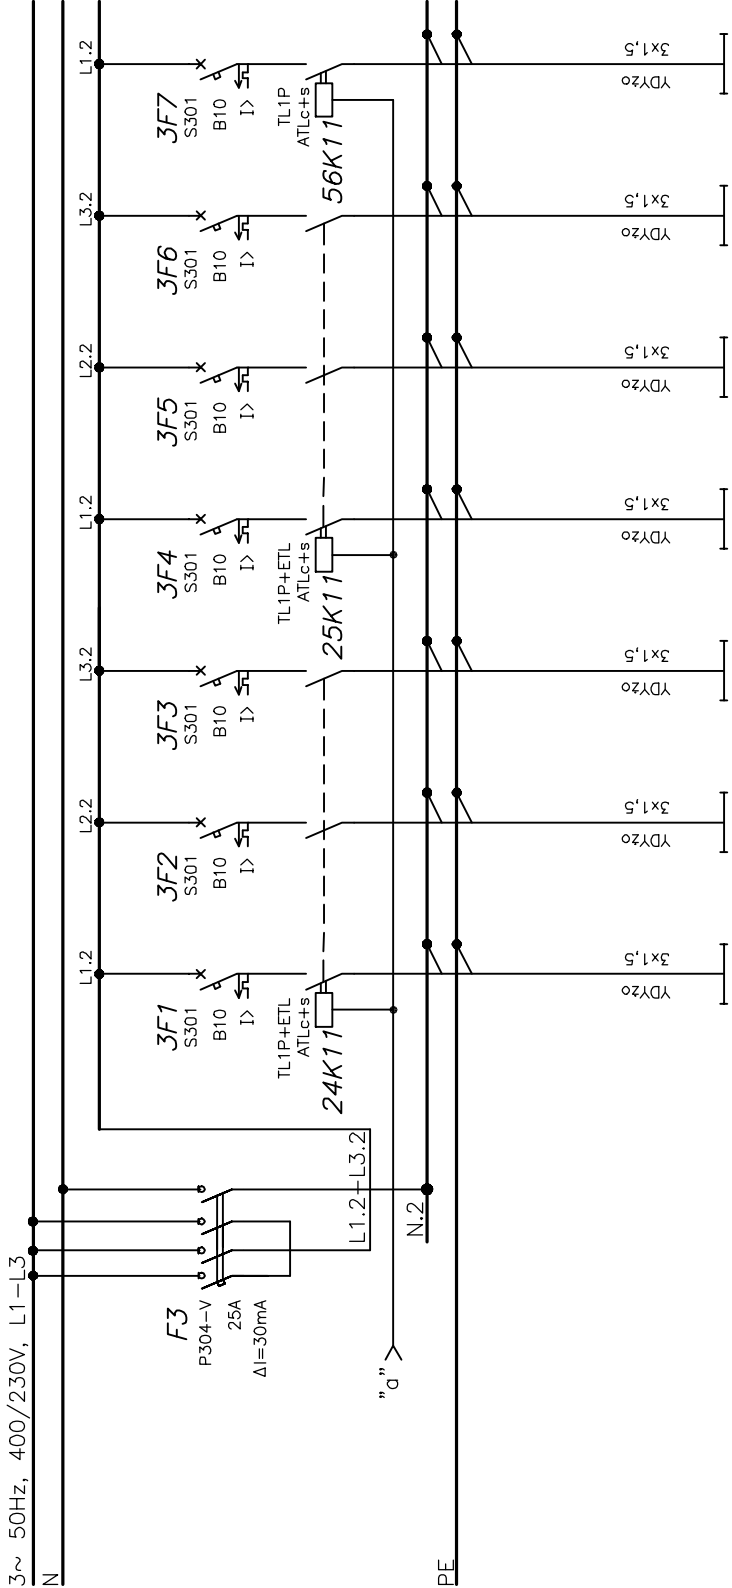 3~ 50Hz, 400/230V, L1-L3
N
F3
P304-V
25A
ΔI=30mA
L1.2-L3.2
N.2
"a"
PE
L1.2
3F1
S301
B10
I>
TL1P+ETL
ATLc+s
24K11
YDYżo
3x1,5
L2.2
3F2
S301
B10
I>
YDYżo
3x1,5
L3.2
3F3
S301
B10
I>
YDYżo
3x1,5
L1.2
3F4
S301
B10
I>
TL1P+ETL
ATLc+s
25K11
YDYżo
3x1,5
L2.2
3F5
S301
B10
I>
YDYżo
3x1,5
L3.2
3F6
S301
B10
I>
YDYżo
3x1,5
L1.2
3F7
S301
B10
I>
TL1P
ATLc+s
56K11
YDYżo
3x1,5